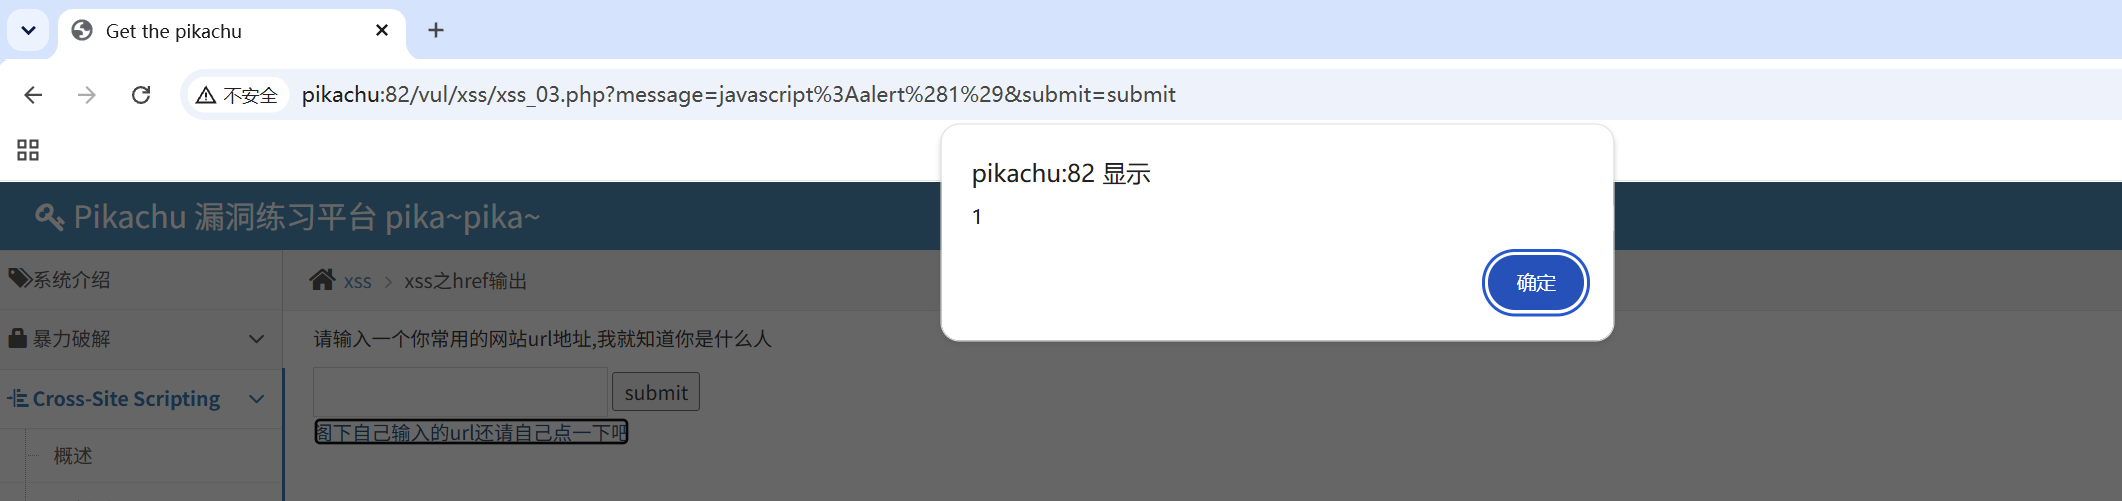 Get the pikachu
不安全 pikachu:82/vul/xss/xss_03.php?message=javascript%3Aalert%281%29&submit=submit
pikachu:82 显示
1
确定
Pikachu 漏洞练习平台 pika~pika~
系统介绍
xss
xss之href输出
暴力破解
请输入一个你常用的网站url地址,我就知道你是什么人
Cross-Site Scripting
submit
阁下自己输入的url还请自己点一下吧
概述